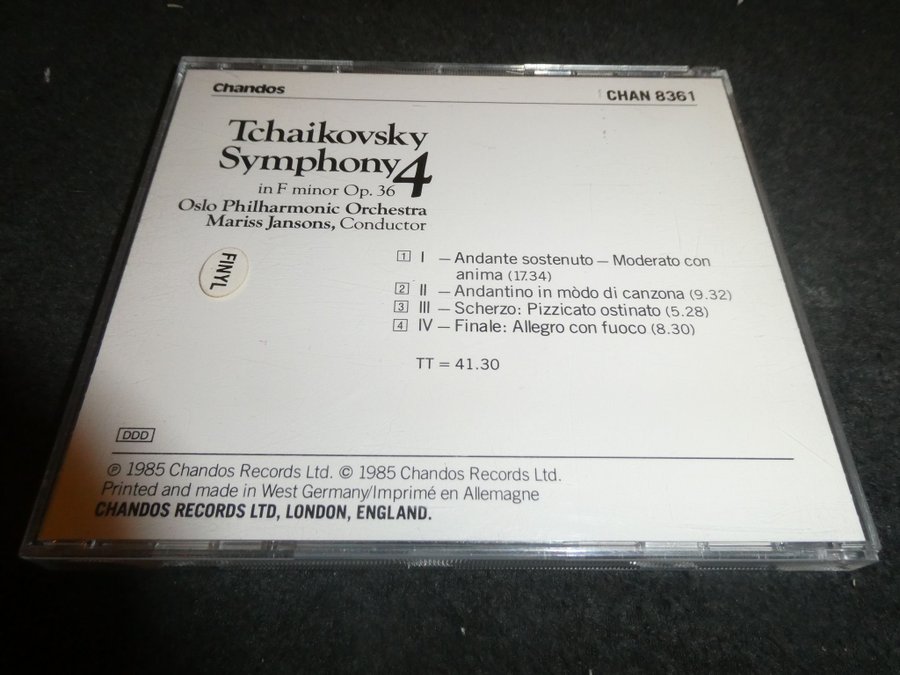 Chandos
CHAN 8361
Tchaikovsky
Symphony 4
in F minor Op. 36
Oslo Philharmonic Orchestra
Mariss Jansons, Conductor
FINYL
1 I – Andante sostenuto – Moderato con
anima (17.34)
2 II – Andantino in mòdo di canzona (9.32)
3 III – Scherzo: Pizzicato ostinato (5.28)
4 IV – Finale: Allegro con fuoco (8.30)
TT = 41.30
DDD
℗ 1985 Chandos Records Ltd. © 1985 Chandos Records Ltd.
Printed and made in West Germany/Imprimé en Allemagne
CHANDOS RECORDS LTD, LONDON, ENGLAND.